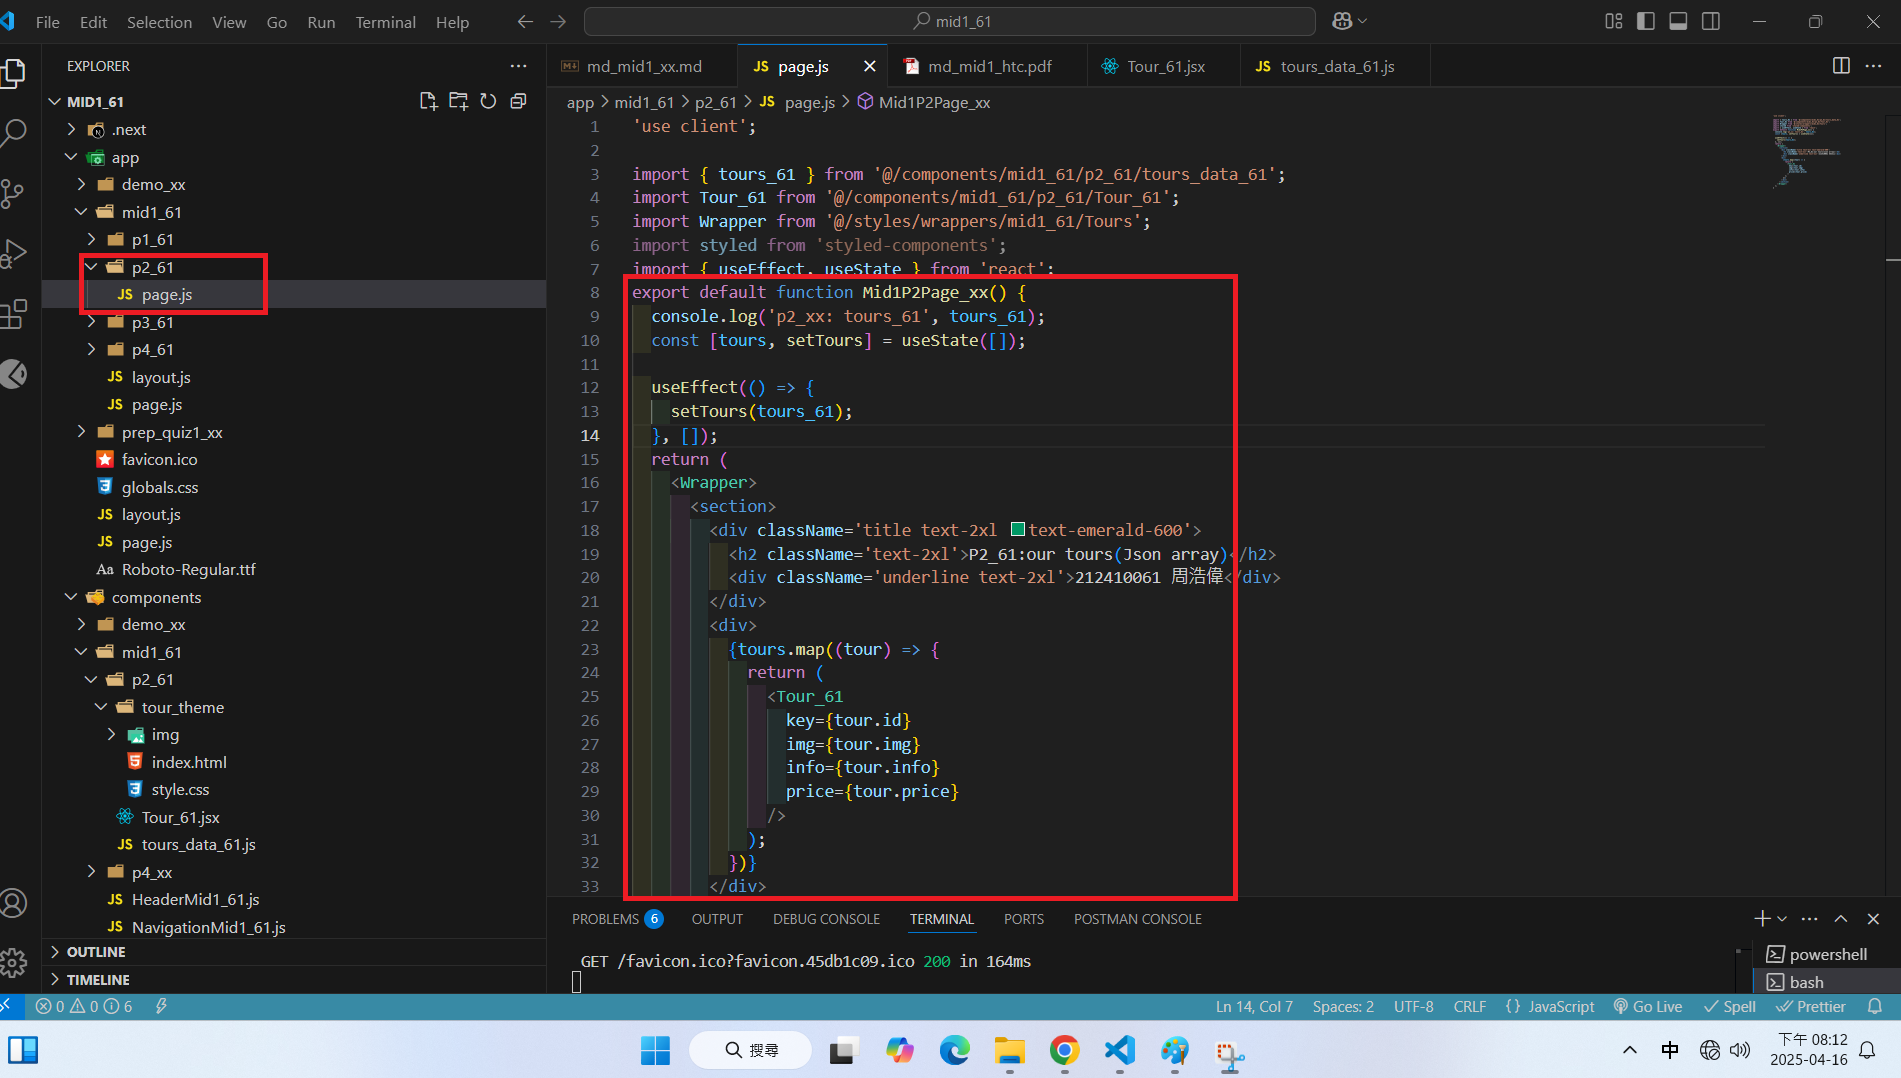 File Edit Selection View Go Run Terminal Help
mid1_61
EXPLORER
MID1_61
.next
app
demo_xx
mid1_61
p1_61
p2_61
JS page.js
p3_61
p4_61
JS layout.js
JS page.js
prep_quiz1_xx
favicon.ico
globals.css
JS layout.js
JS page.js
Aa Roboto-Regular.ttf
components
demo_xx
mid1_61
p2_61
tour_theme
img
index.html
style.css
Tour_61.jsx
JS tours_data_61.js
p4_xx
JS HeaderMid1_61.js
JS NavigationMid1_61.js
OUTLINE
TIMELINE
md_mid1_xx.md
JS page.js
md_mid1_htc.pdf
Tour_61.jsx
JS tours_data_61.js
app > mid1_61 > p2_61 > JS page.js > Mid1P2Page_xx
1 'use client';
2
3 import { tours_61 } from '@/components/mid1_61/p2_61/tours_data_61';
4 import Tour_61 from '@/components/mid1_61/p2_61/Tour_61';
5 import Wrapper from '@/styles/wrappers/mid1_61/Tours';
6 import styled from 'styled-components';
7 import { useEffect, useState } from 'react';
8 export default function Mid1P2Page_xx() {
9 console.log('p2_xx: tours_61', tours_61);
10 const [tours, setTours] = useState([]);
11
12 useEffect(() => {
13 setTours(tours_61);
14 }, []);
15 return (
16 <Wrapper>
17 <section>
18 <div className='title text-2xl text-emerald-600'>
19 <h2 className='text-2xl'>P2_61:our tours(Json array)</h2>
20 <div className='underline text-2xl'>212410061 周浩偉</div>
21 </div>
22 <div>
23 {tours.map((tour) => {
24 return (
25 <Tour_61
26 key={tour.id}
27 img={tour.img}
28 info={tour.info}
29 price={tour.price}
30 />
31 );
32 })}
33 </div>
PROBLEMS 6 OUTPUT DEBUG CONSOLE TERMINAL PORTS POSTMAN CONSOLE
GET /favicon.ico?favicon.45db1c09.ico 200 in 164ms
powershell
bash
0 0 6
Ln 14, Col 7 Spaces: 2 UTF-8 CRLF {} JavaScript Go Live Spell Prettier
搜尋
中
下午 08:12
2025-04-16